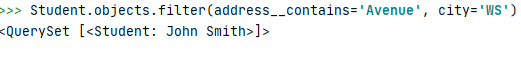 >>> Student.objects.filter(address__contains='Avenue', city='WS')
<QuerySet [<Student: John Smith>]>